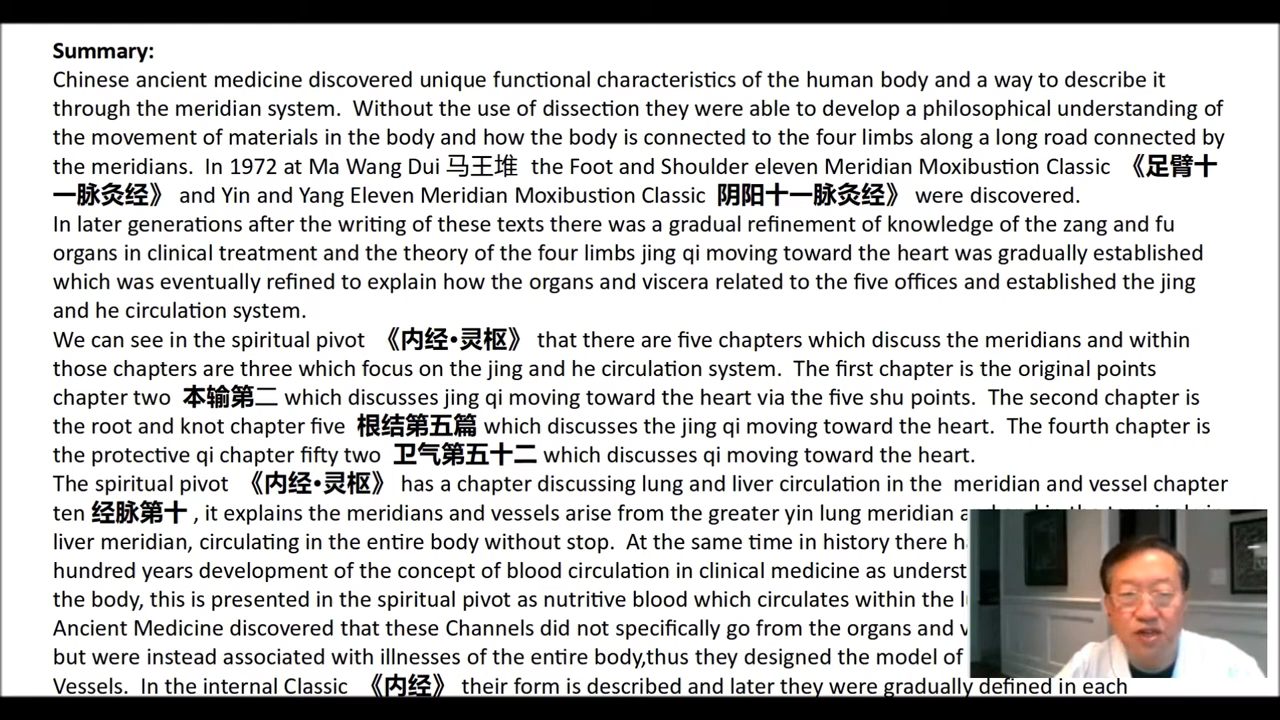 Summary:
Chinese ancient medicine discovered unique functional characteristics of the human body and a way to describe it
through the meridian system.  Without the use of dissection they were able to develop a philosophical understanding of
the movement of materials in the body and how the body is connected to the four limbs along a long road connected by
the meridians.  In 1972 at Ma Wang Dui 马王堆  the Foot and Shoulder eleven Meridian Moxibustion Classic 《足臂十
一脉灸经》 and Yin and Yang Eleven Meridian Moxibustion Classic  阴阳十一脉灸经》 were discovered.
In later generations after the writing of these texts there was a gradual refinement of knowledge of the zang and fu
organs in clinical treatment and the theory of the four limbs jing qi moving toward the heart was gradually established
which was eventually refined to explain how the organs and viscera related to the five offices and established the jing
and he circulation system.
We can see in the spiritual pivot 《内经•灵枢》 that there are five chapters which discuss the meridians and within
those chapters are three which focus on the jing and he circulation system.  The first chapter is the original points
chapter two  本输第二 which discusses jing qi moving toward the heart via the five shu points.  The second chapter is
the root and knot chapter five  根结第五篇 which discusses the jing qi moving toward the heart.  The fourth chapter is
the protective qi chapter fifty two  卫气第五十二 which discusses qi moving toward the heart.
The spiritual pivot 《内经•灵枢》 has a chapter discussing lung and liver circulation in the  meridian and vessel chapter
ten 经脉第十 , it explains the meridians and vessels arise from the greater yin lung meridian
liver meridian, circulating in the entire body without stop.  At the same time in history there
hundred years development of the concept of blood circulation in clinical medicine as
the body, this is presented in the spiritual pivot as nutritive blood which circulates within the
Ancient Medicine discovered that these Channels did not specifically go from the organs and
but were instead associated with illnesses of the entire body,thus they designed the model of
Vessels.  In the internal Classic 《内经》 their form is described and later they were gradually defined in each